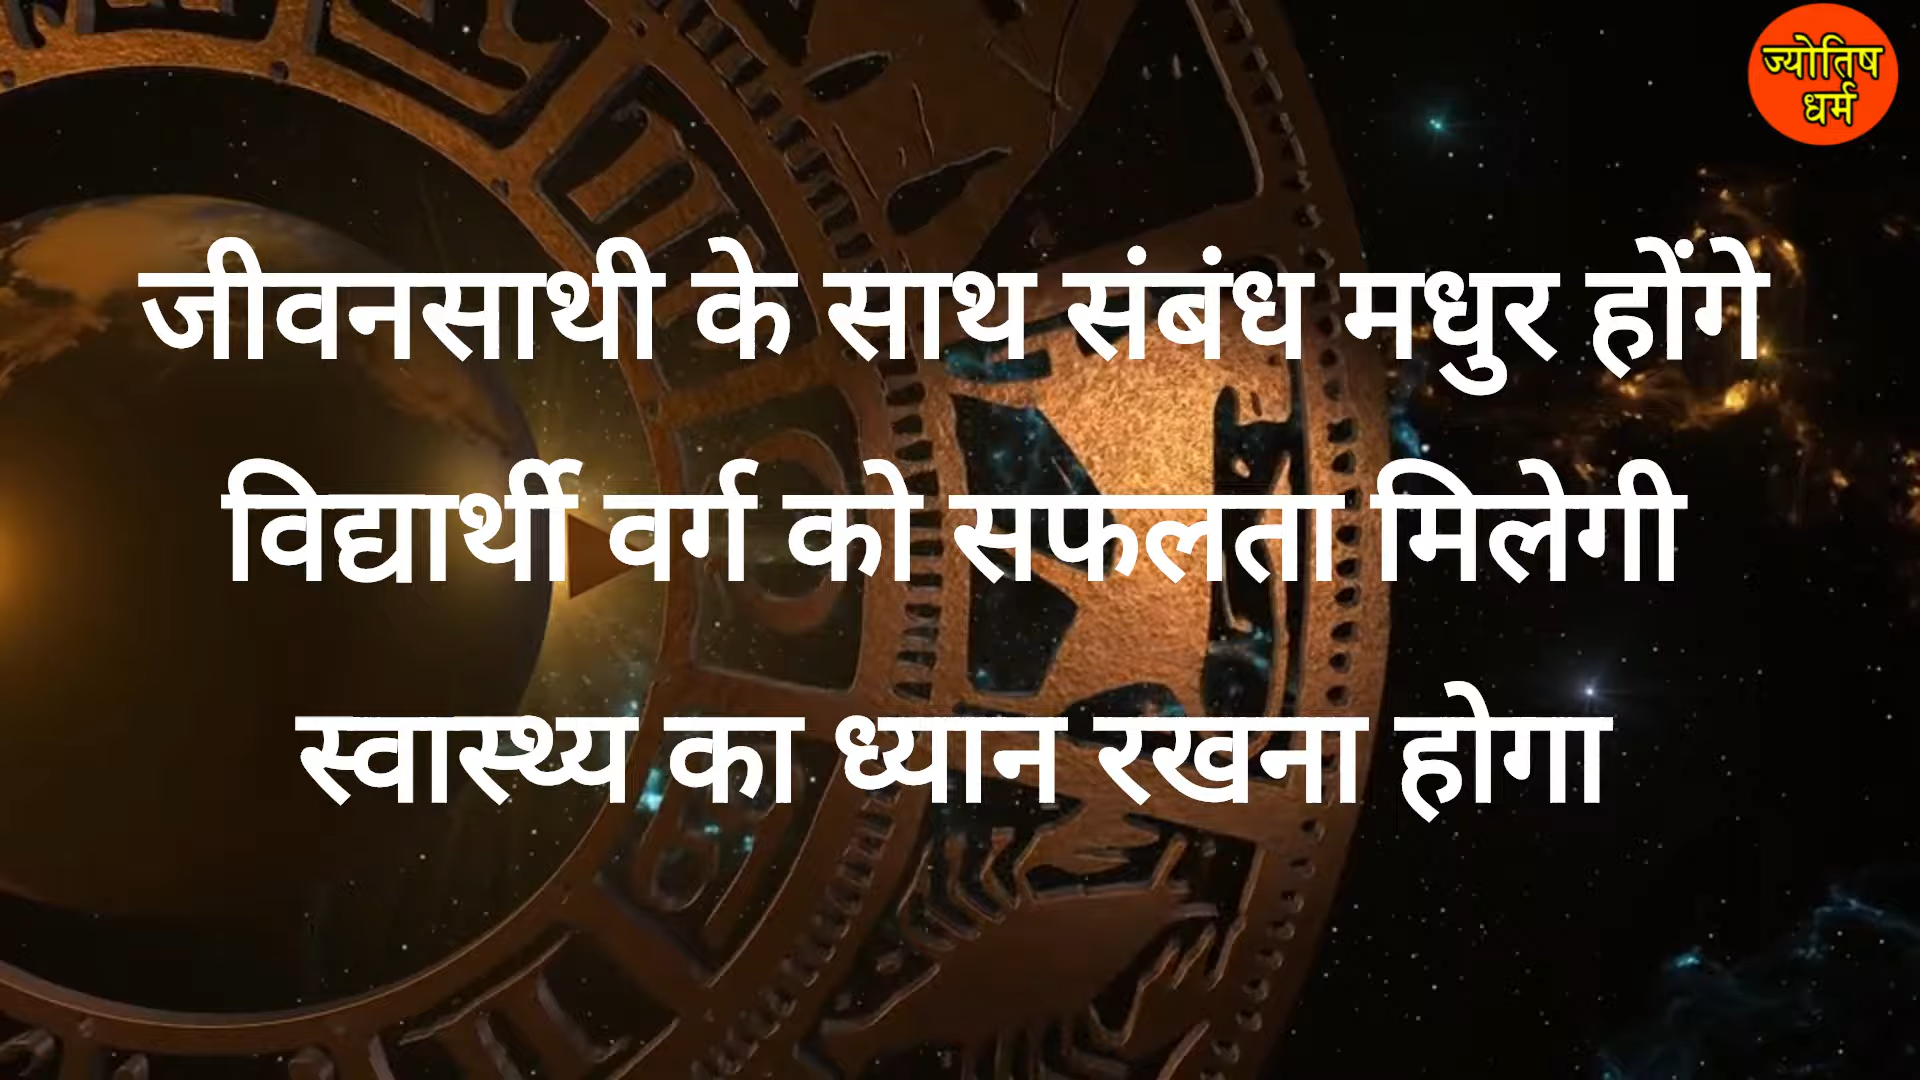 ज्योतिष
धर्म
जीवनसाथी के साथ संबंध मधुर होंगे
विद्यार्थी वर्ग को सफलता मिलेगी
स्वास्थ्य का ध्यान रखना होगा